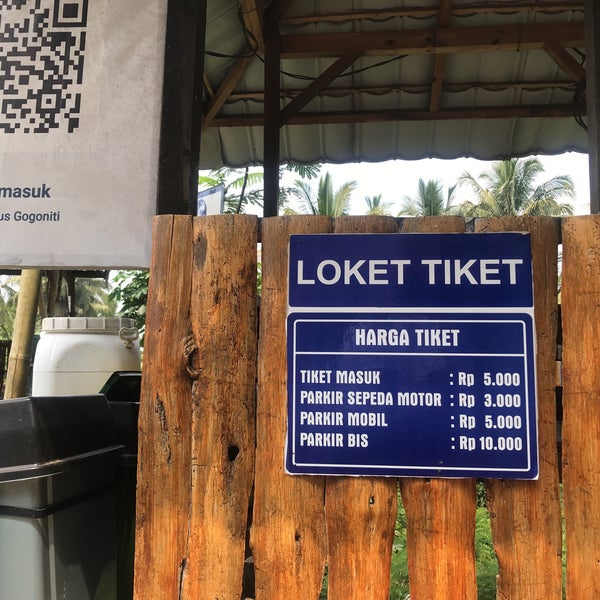 masuk
us Gogoniti
LOKET TIKET
HARGA TIKET
TIKET MASUK : Rp 5.000
PARKIR SEPEDA MOTOR : Rp 3.000
PARKIR MOBIL : Rp 5.000
PARKIR BIS : Rp 10.000